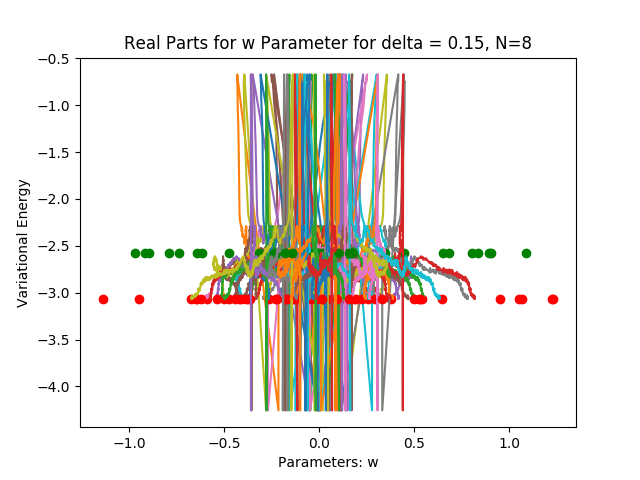 Real Parts for w Parameter for delta = 0.15, N=8
Variational Energy
−0.5
−1.0
−1.5
−2.0
−2.5
−3.0
−3.5
−4.0
−1.0 −0.5 0.0 0.5 1.0
Parameters: w